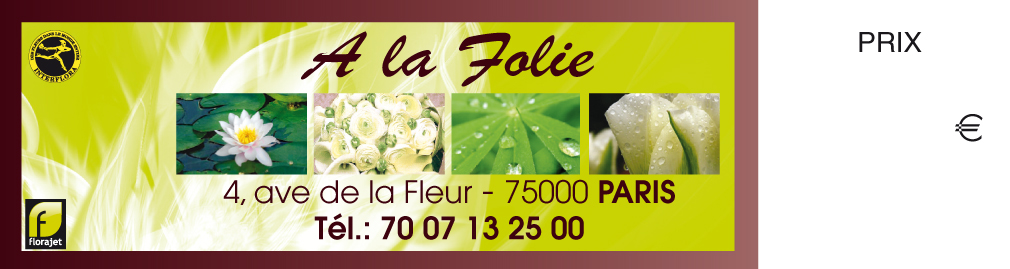 A la Folie
INTERFLORA
4, ave de la Fleur - 75000 PARIS
Tél.: 70 07 13 25 00
f
florajet
PRIX
€